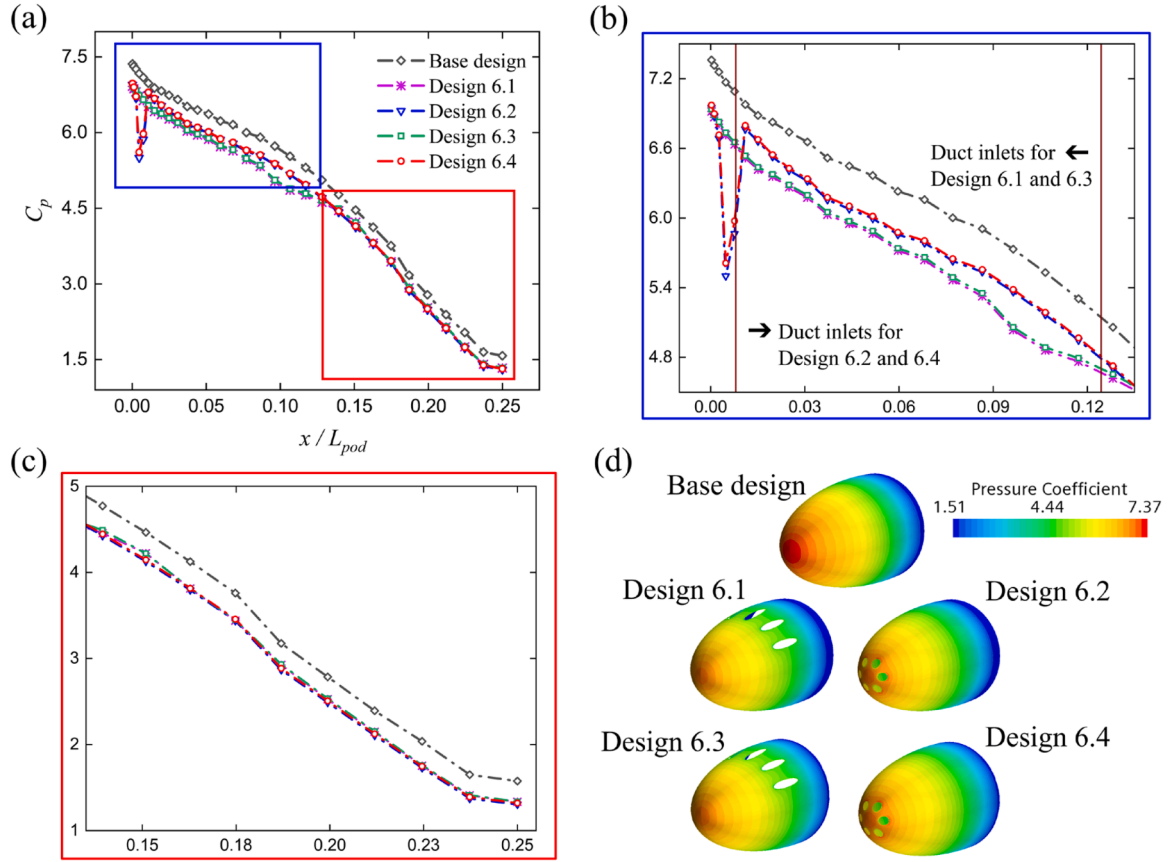 (a)
7.5
6.0
4.5
3.0
1.5
C_p
0.00
0.05
0.10
0.15
0.20
0.25
x / L_pod
Base design
Design 6.1
Design 6.2
Design 6.3
Design 6.4
(b)
7.2
6.6
6.0
5.4
4.8
0.00
0.03
0.06
0.09
0.12
Duct inlets for ←
Design 6.1 and 6.3
→ Duct inlets for
Design 6.2 and 6.4
(c)
5
4
3
2
1
0.15
0.18
0.20
0.23
0.25
(d)
Base design
Pressure Coefficient
1.51 4.44 7.37
Design 6.1
Design 6.2
Design 6.3
Design 6.4